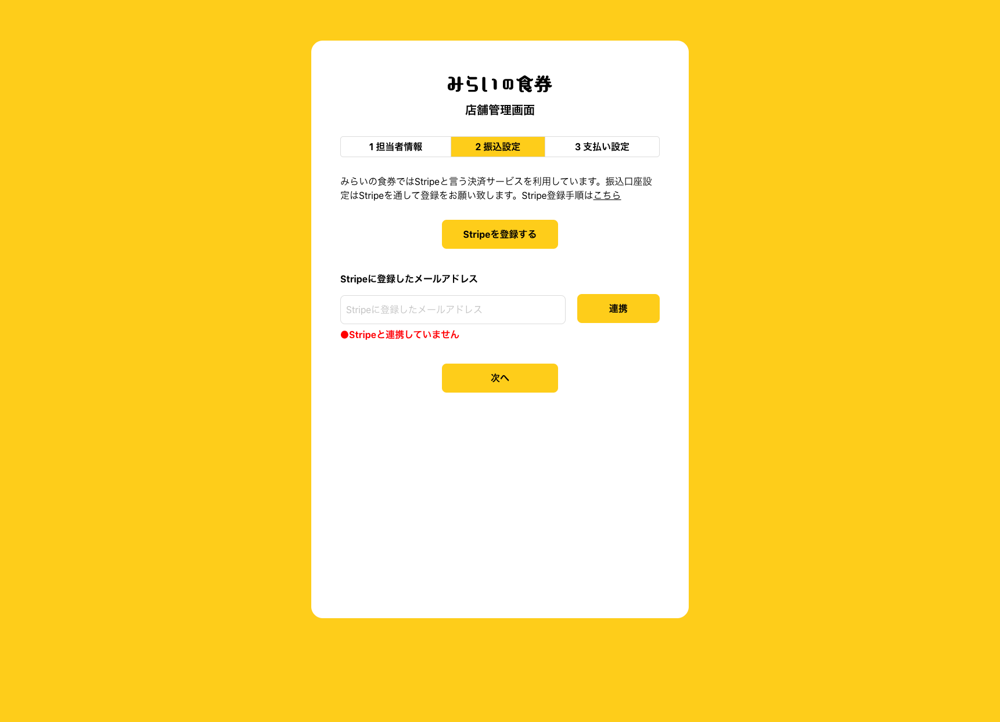 みらいの食券
店舗管理画面
1 担当者情報
2 振込設定
3 支払い設定
みらいの食券ではStripeと言う決済サービスを利用しています。振込口座設
定はStripeを通して登録をお願い致します。Stripe登録手順はこちら
Stripeを登録する
Stripeに登録したメールアドレス
Stripeに登録したメールアドレス
連携
●Stripeと連携していません
次へ